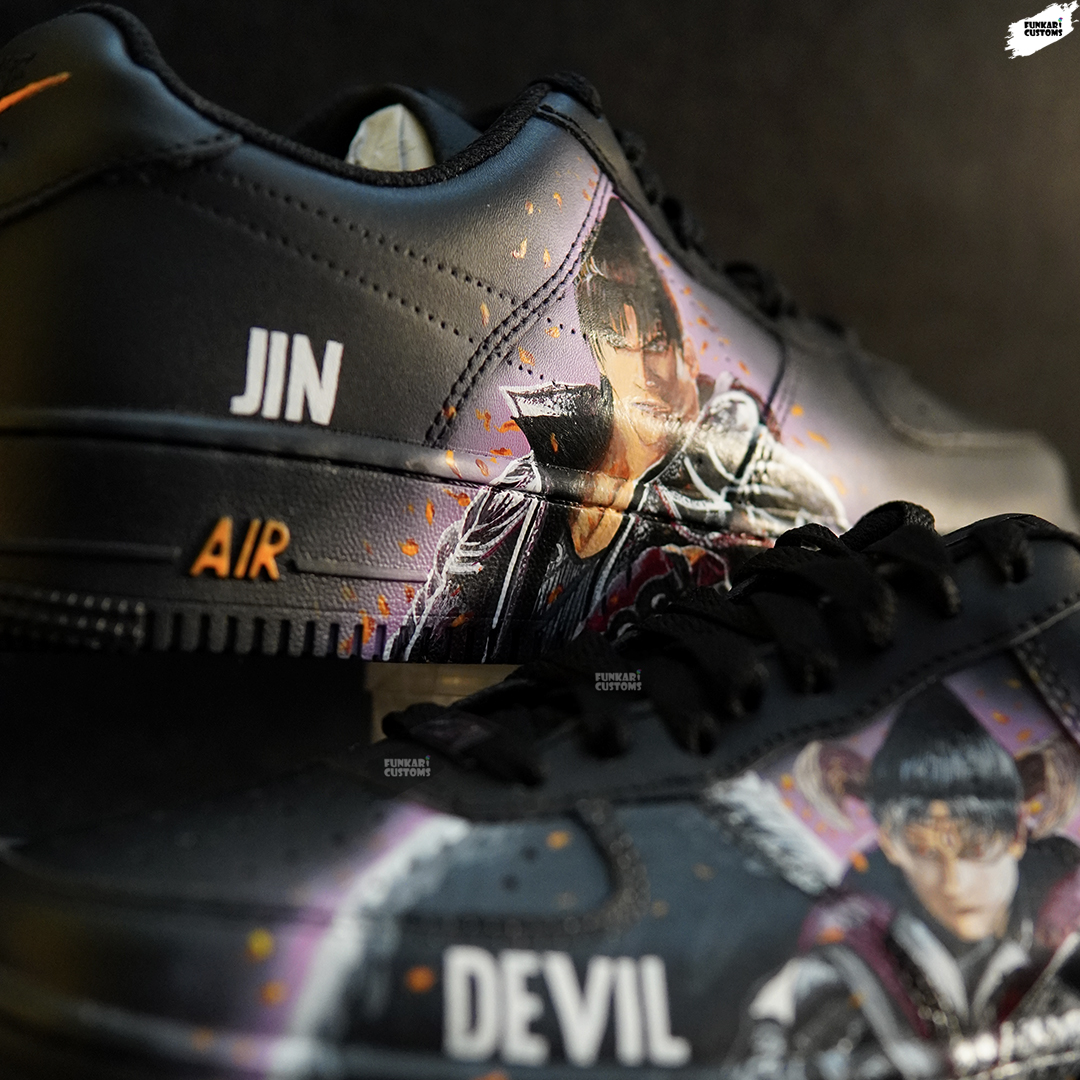 FUNKARI
CUSTOMS
JIN
AIR
FUNKARI
CUSTOMS
FUNKARI
CUSTOMS
DEVIL